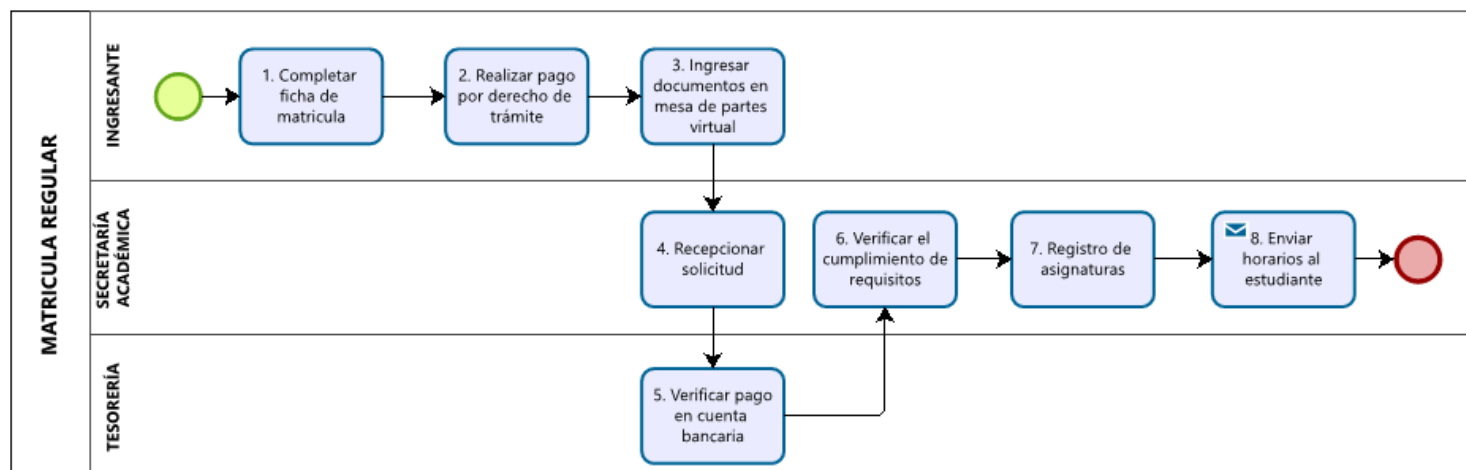 MATRICULA REGULAR
INGRESANTE
1. Completar
ficha de
matricula
2. Realizar pago
por derecho de
trámite
3. Ingresar
documentos en
mesa de partes
virtual
SECRETARÍA
ACADÉMICA
4. Recepcionar
solicitud
6. Verificar el
cumplimiento de
requisitos
7. Registro de
asignaturas
8. Enviar
horarios al
estudiante
TESORERÍA
5. Verificar pago
en cuenta
bancaria